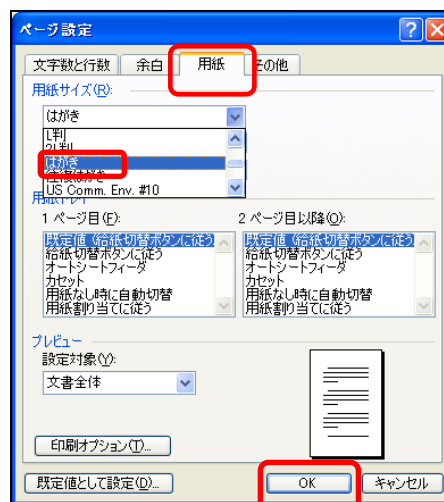 ページ設定
文字数と行数 余白 用紙 その他
用紙サイズ(R):
はがき
L判
2L判
はがき
往復はがき
US Comm. Env. #10
用紙トレイ
1 ページ目(F): 2 ページ目以降(O):
既定値 (給紙切替ボタンに従う 既定値 (給紙切替ボタンに従う
給紙切替ボタンに従う 給紙切替ボタンに従う
オートシートフィーダ オートシートフィーダ
カセット カセット
用紙なし時に自動切替 用紙なし時に自動切替
用紙割り当てに従う 用紙割り当てに従う
プレビュー
設定対象(Y):
文書全体
印刷オプション(T)...
既定値として設定(D)... OK キャンセル